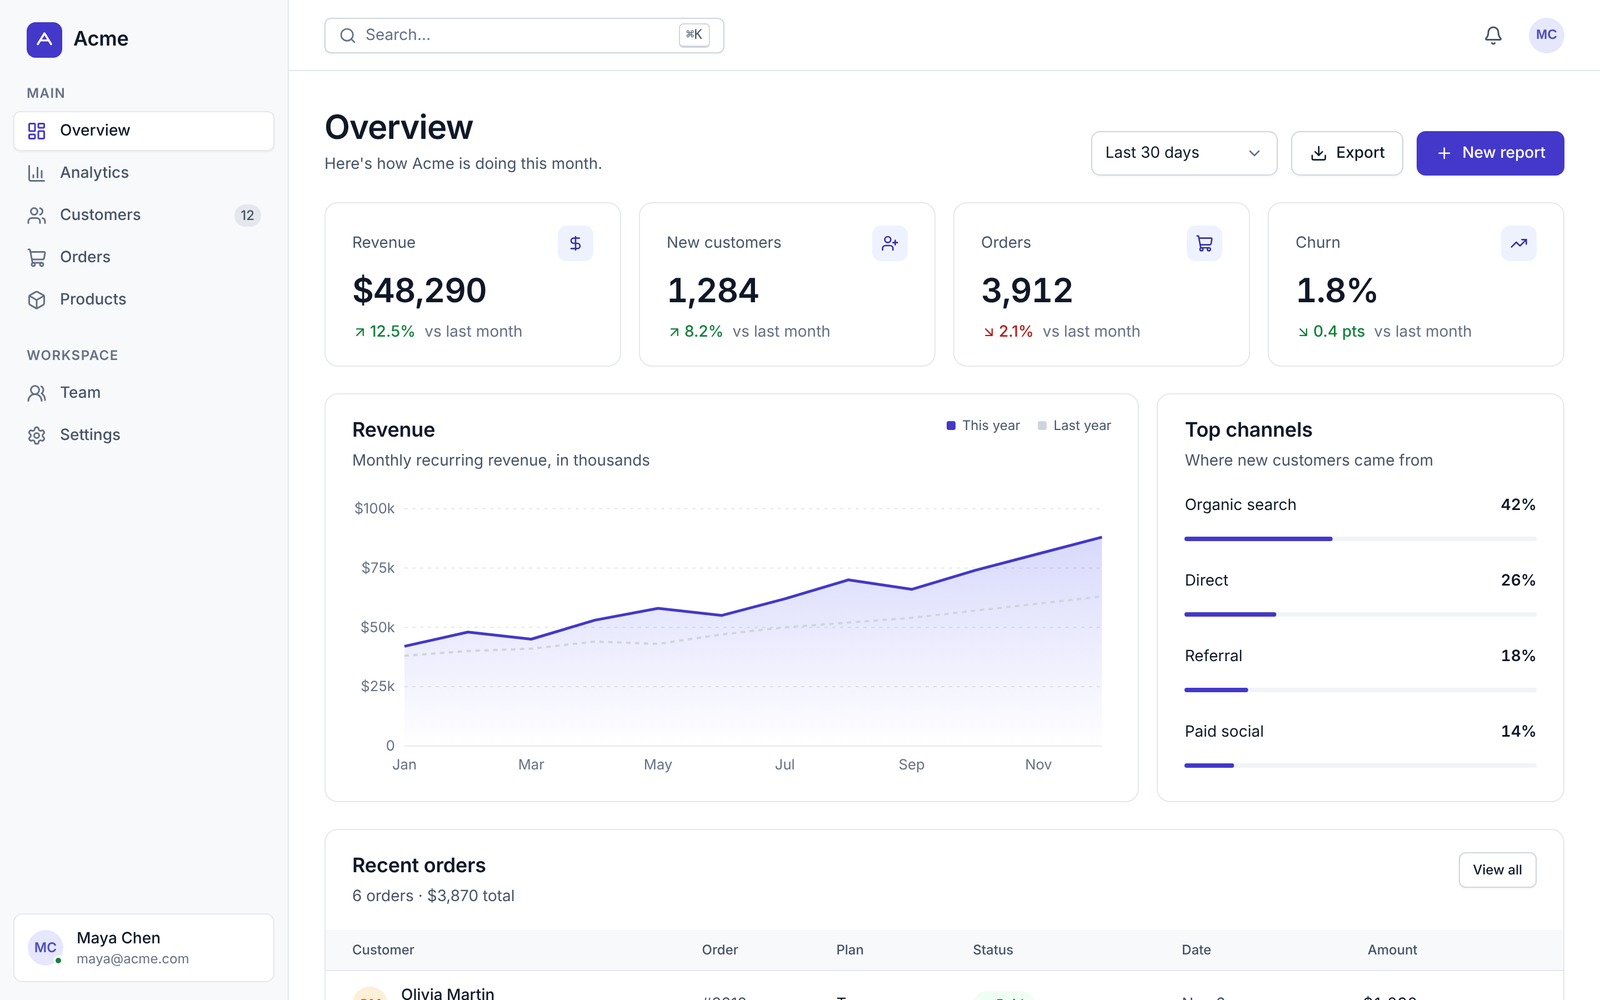 Acme
MAIN
Overview
Analytics
Customers 12
Orders
Products
WORKSPACE
Team
Settings
MC
Maya Chen
maya@acme.com
Search... ⌘K
MC
Overview
Here's how Acme is doing this month.
Last 30 days
Export
New report
Revenue
$48,290
12.5% vs last month
New customers
1,284
8.2% vs last month
Orders
3,912
2.1% vs last month
Churn
1.8%
0.4 pts vs last month
Revenue
Monthly recurring revenue, in thousands
This year Last year
$100k
$75k
$50k
$25k
0
Jan Mar May Jul Sep Nov
Top channels
Where new customers came from
Organic search 42%
Direct 26%
Referral 18%
Paid social 14%
Recent orders
6 orders · $3,870 total
View all
Customer Order Plan Status Date Amount
Olivia Martin